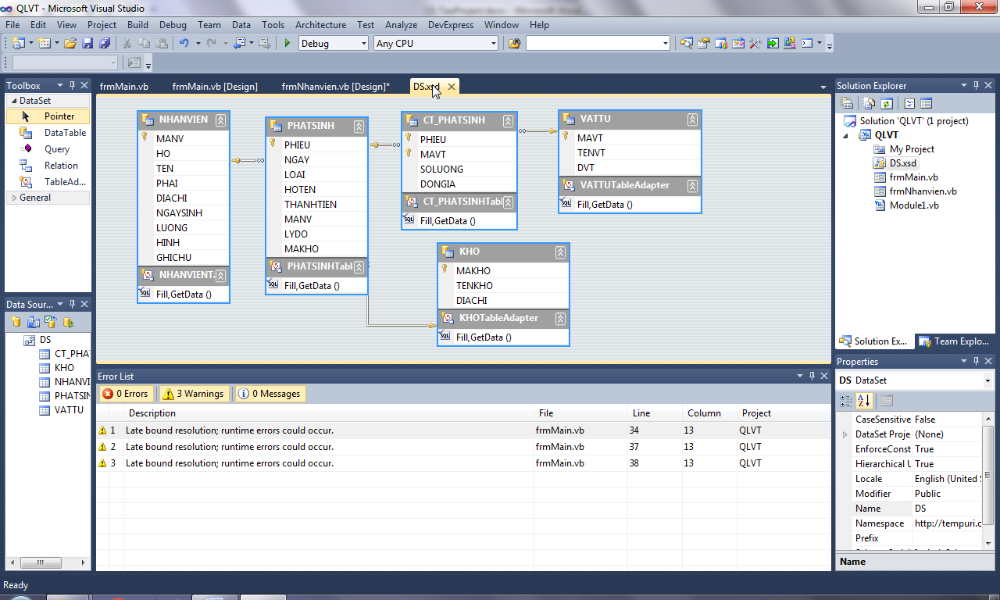 QLVT - Microsoft Visual Studio
File Edit View Project Build Debug Team Data Tools Architecture Test Analyze DevExpress Window Help
Debug Any CPU
Toolbox
DataSet
Pointer
DataTable
Query
Relation
TableAd...
General
Data Sour...
DS
CT_PHAT
KHO
NHANVI
PHATSIN
VATTU
frmMain.vb frmMain.vb [Design] frmNhanvien.vb [Design]* DS.xsd
NHANVIEN
MANV
HO
TEN
PHAI
DIACHI
NGAYSINH
LUONG
HINH
GHICHU
NHANVIENTa
Fill,GetData ()
PHATSINH
PHIEU
NGAY
LOAI
HOTEN
THANHTIEN
MANV
LYDO
MAKHO
PHATSINHTabl
Fill,GetData ()
CT_PHATSINH
PHIEU
MAVT
SOLUONG
DONGIA
CT_PHATSINHTabl
Fill,GetData ()
VATTU
MAVT
TENVT
DVT
VATTUTableAdapter
Fill,GetData ()
KHO
MAKHO
TENKHO
DIACHI
KHOTableAdapter
Fill,GetData ()
Error List
0 Errors 3 Warnings 0 Messages
Description File Line Column Project
1 Late bound resolution; runtime errors could occur. frmMain.vb 34 13 QLVT
2 Late bound resolution; runtime errors could occur. frmMain.vb 37 13 QLVT
3 Late bound resolution; runtime errors could occur. frmMain.vb 38 13 QLVT
Solution Explorer
Solution 'QLVT' (1 project)
QLVT
My Project
DS.xsd
frmMain.vb
frmNhanvien.vb
Module1.vb
Solution Ex... Team Explo...
Properties
DS DataSet
CaseSensitive False
DataSet Proje (None)
EnforceConst True
Hierarchical U True
Locale English (United S
Modifier Public
Name DS
Namespace http://tempuri.o
Prefix
Name
Ready